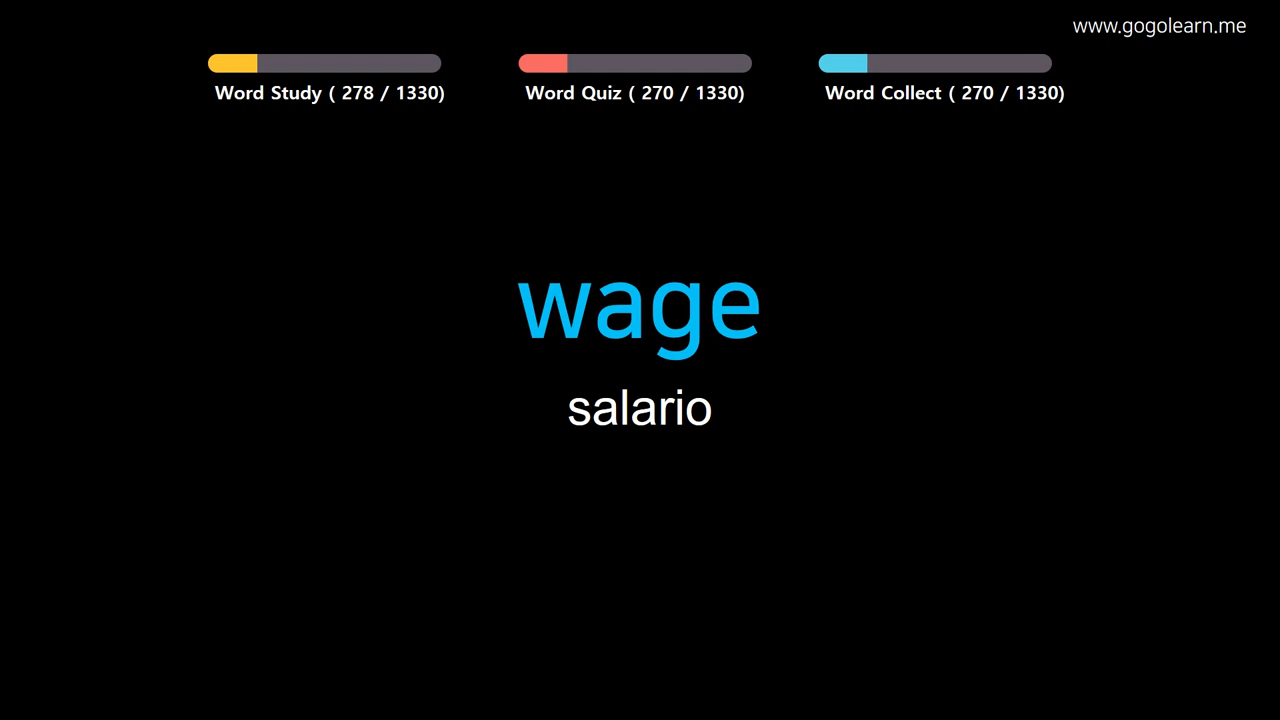 www.gogolearn.me
Word Study ( 278 / 1330)
Word Quiz ( 270 / 1330)
Word Collect ( 270 / 1330)
wage
salario